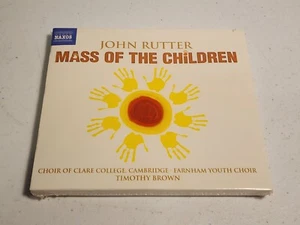 NAXOS
JOHN RUTTER
MASS OF THE CHILDREN
CHOIR OF CLARE COLLEGE, CAMBRIDGE · FARNHAM YOUTH CHOIR
TIMOTHY BROWN